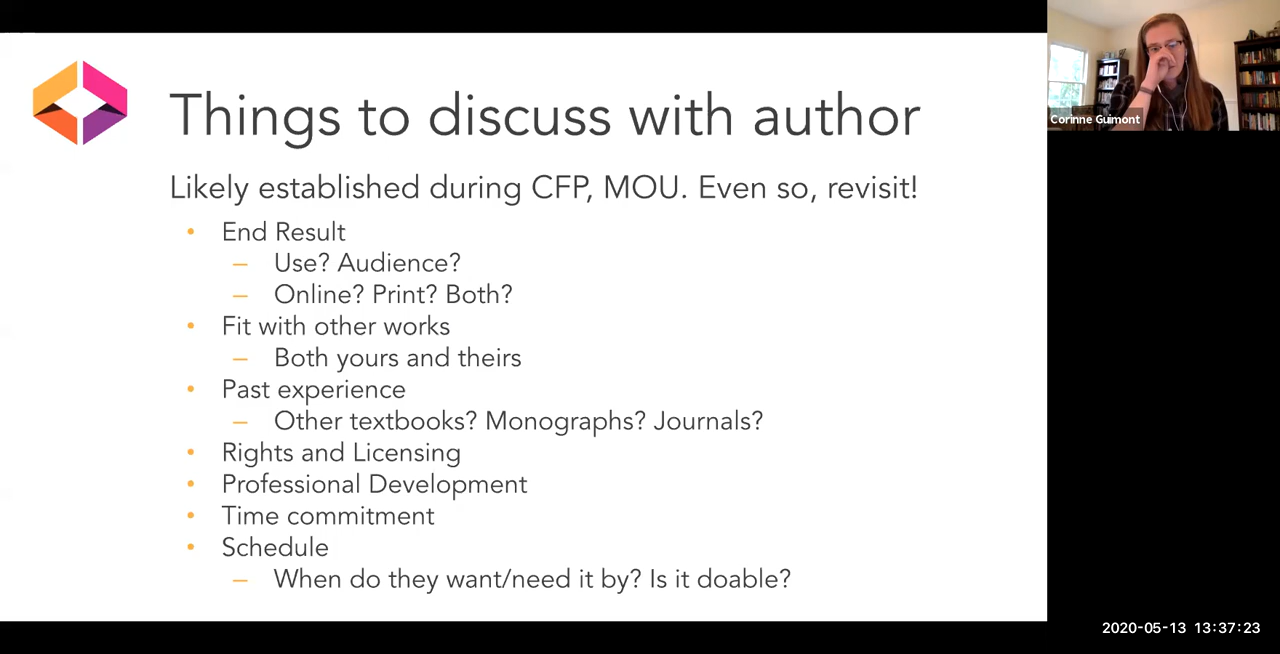 Things to discuss with author
Likely established during CFP, MOU. Even so, revisit!
• End Result
– Use? Audience?
– Online? Print? Both?
• Fit with other works
– Both yours and theirs
• Past experience
– Other textbooks? Monographs? Journals?
• Rights and Licensing
• Professional Development
• Time commitment
• Schedule
– When do they want/need it by? Is it doable?
Corinne Guimont
2020-05-13 13:37:23